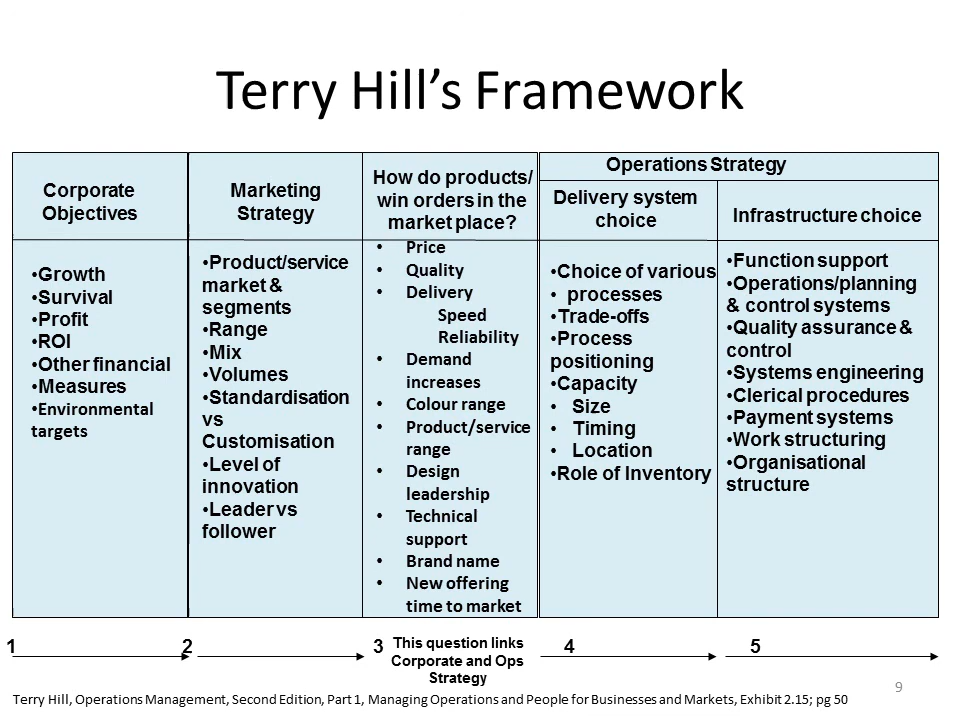 Terry Hill’s Framework
Corporate
Objectives
Marketing
Strategy
How do products/
win orders in the
market place?
Operations Strategy
Delivery system
choice
Infrastructure choice
•Growth
•Survival
•Profit
•ROI
•Other financial
•Measures
•Environmental
targets
•Product/service
market &
segments
•Range
•Mix
•Volumes
•Standardisation
vs
Customisation
•Level of
innovation
•Leader vs
follower
• Price
• Quality
• Delivery
Speed
Reliability
• Demand
increases
• Colour range
• Product/service
range
• Design
leadership
• Technical
support
• Brand name
• New offering
time to market
•Choice of various
• processes
•Trade-offs
•Process
positioning
•Capacity
• Size
• Timing
• Location
•Role of Inventory
•Function support
•Operations/planning
& control systems
•Quality assurance &
control
•Systems engineering
•Clerical procedures
•Payment systems
•Work structuring
•Organisational
structure
1
2
3
This question links
Corporate and Ops
Strategy
4
5
9
Terry Hill, Operations Management, Second Edition, Part 1, Managing Operations and People for Businesses and Markets, Exhibit 2.15; pg 50